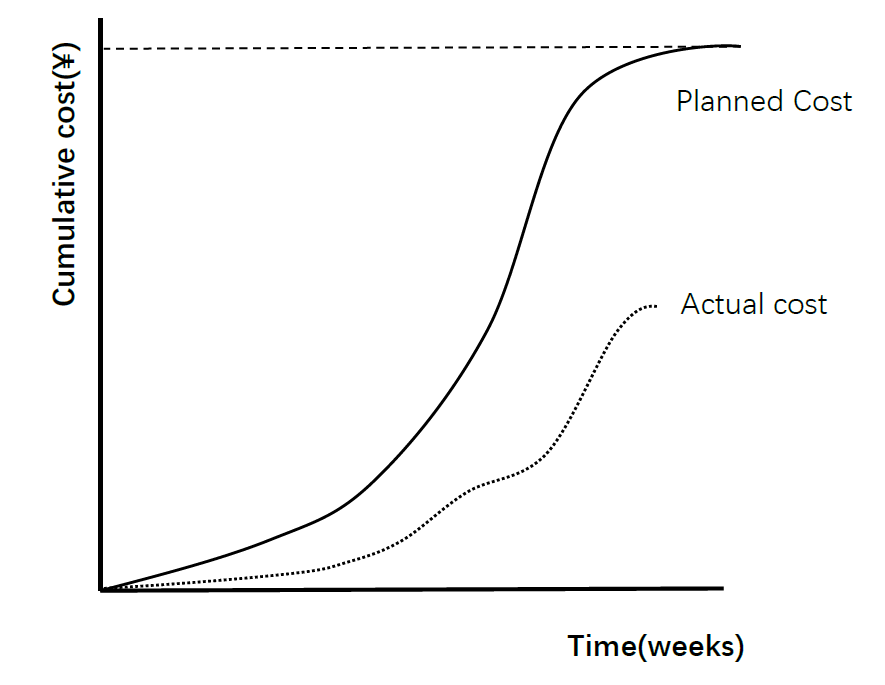 Cumulative cost(¥)
Planned Cost
Actual cost
Time(weeks)